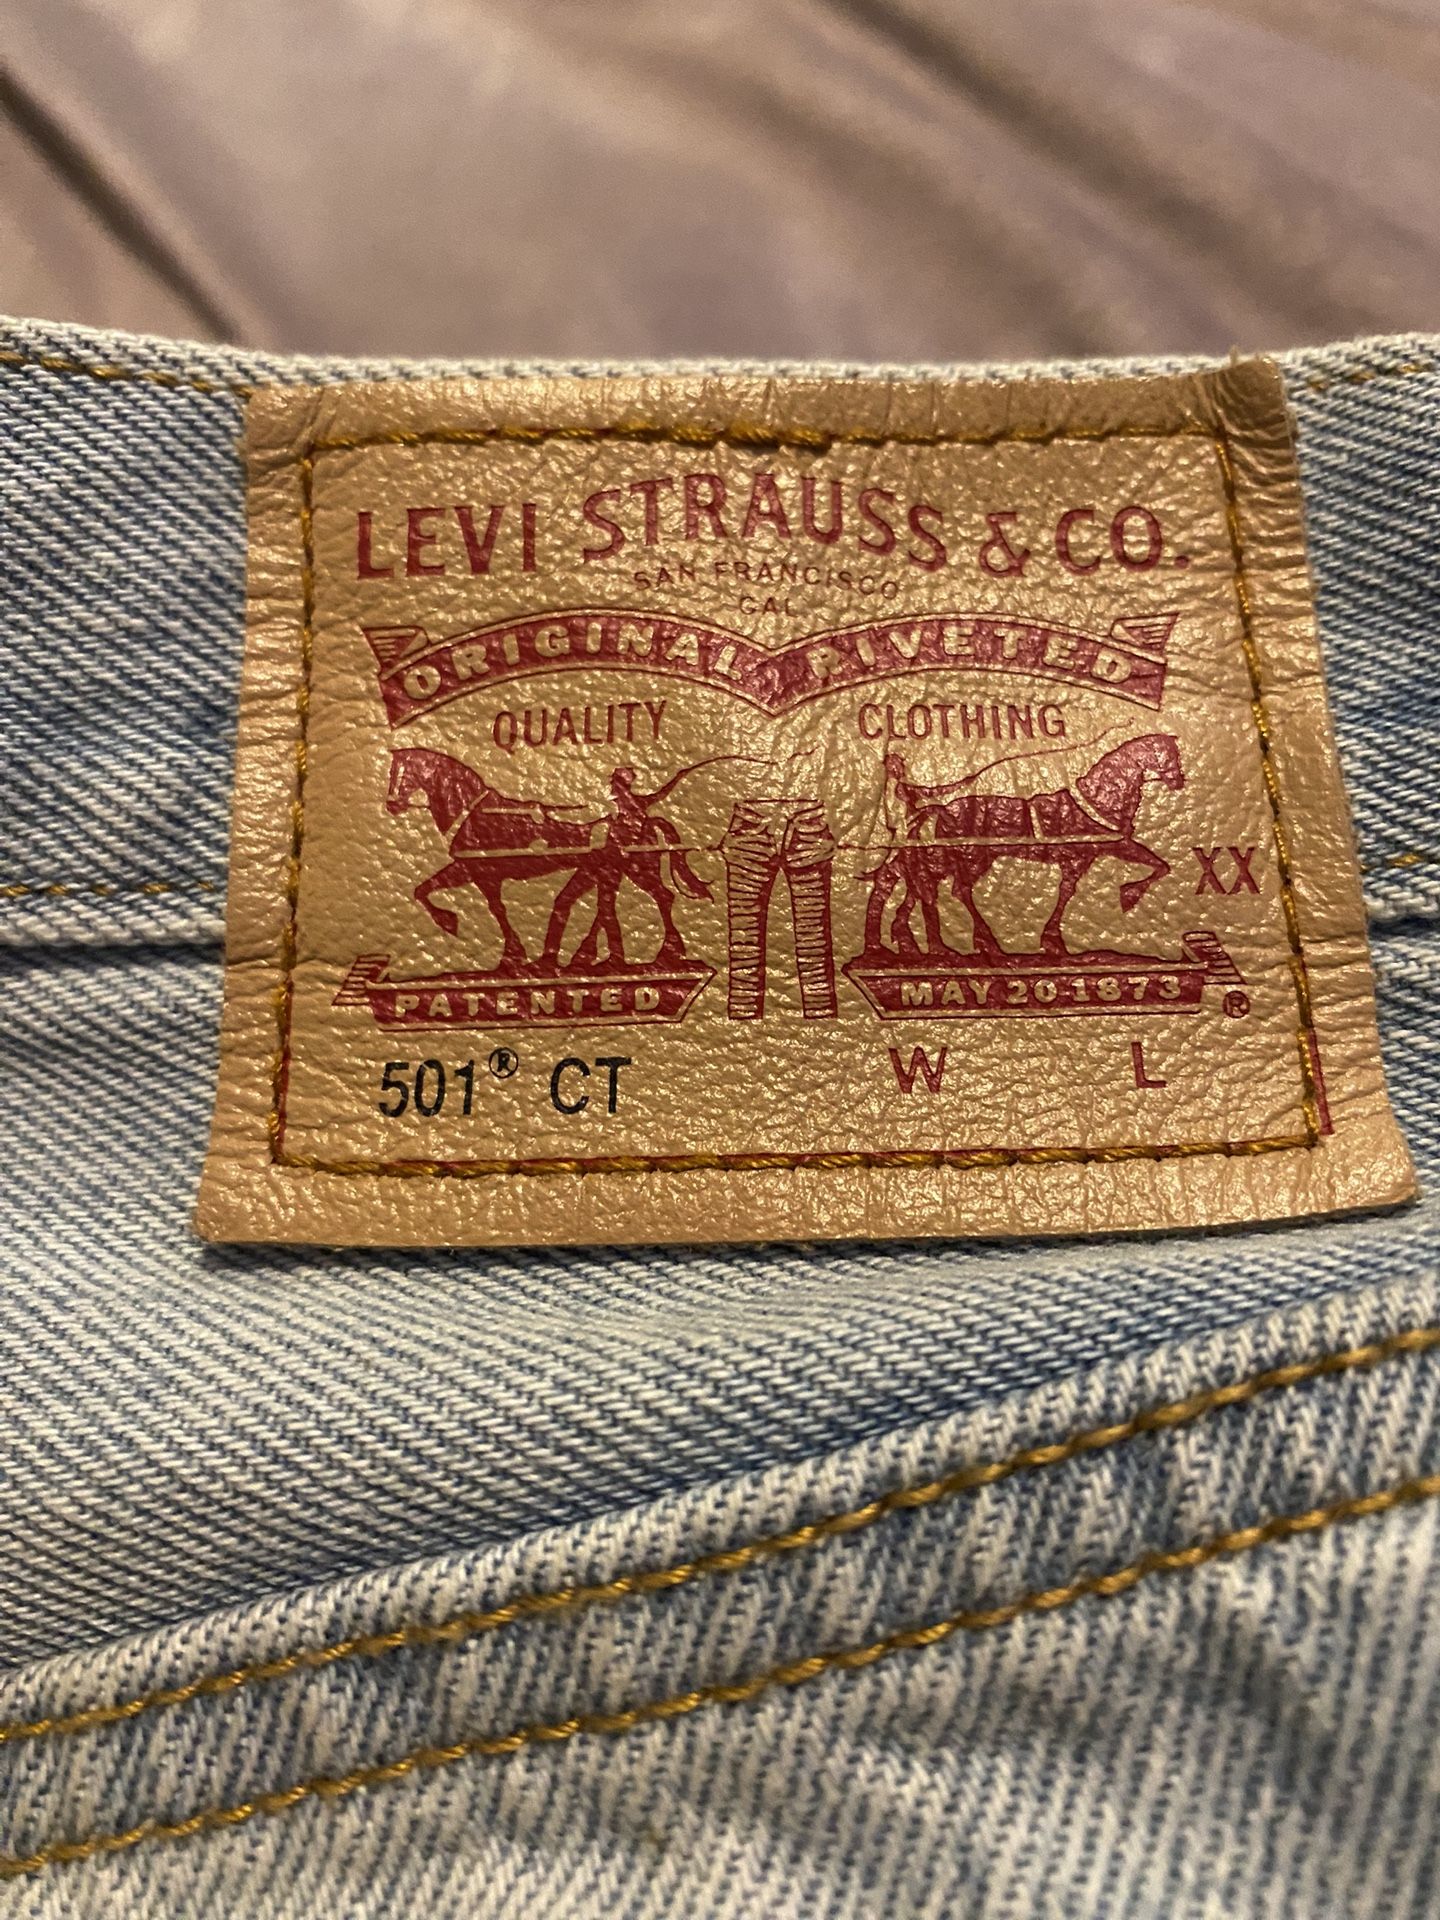 LEVI STRAUSS & CO.
SAN FRANCISCO
CAL
ORIGINAL RIVETED
QUALITY CLOTHING
XX
PATENTED MAY 20 1873 ®
501® CT W L